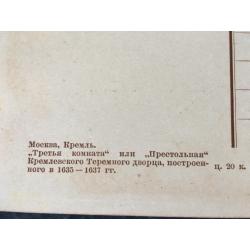 Москва, Кремль.
„Третья комната“ или „Престольная“
Кремлевского Теремного дворца, построен-
ного в 1635 — 1637 гг.
ц. 20 к.